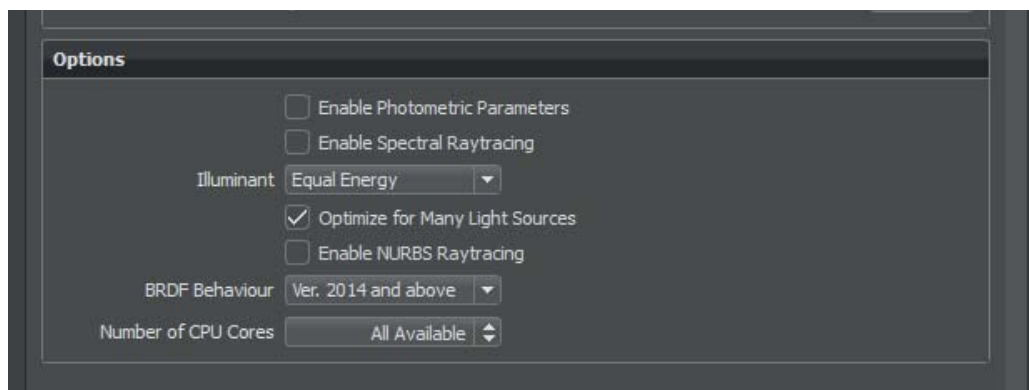 Options
Enable Photometric Parameters
Enable Spectral Raytracing
Illuminant Equal Energy
Optimize for Many Light Sources
Enable NURBS Raytracing
BRDF Behaviour Ver. 2014 and above
Number of CPU Cores All Available